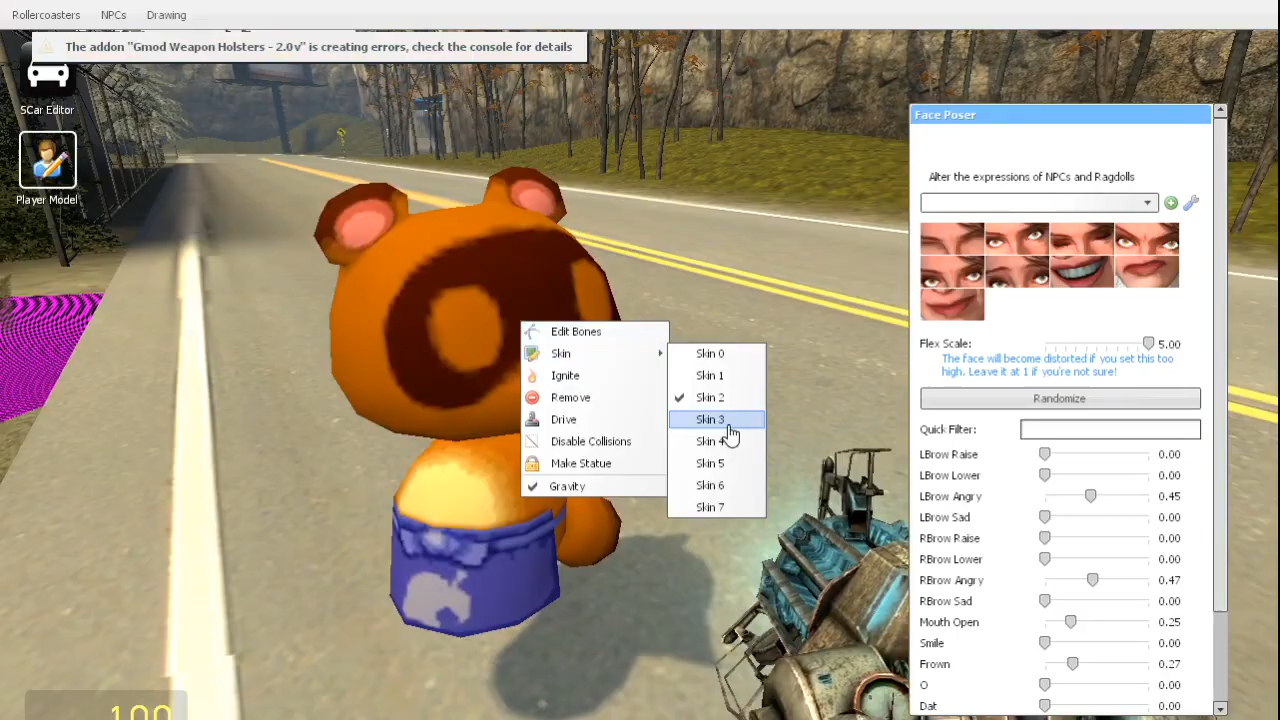 Rollercoasters NPCs Drawing
The addon "Gmod Weapon Holsters - 2.0v" is creating errors, check the console for details
SCar Editor
Player Model
Face Poser
Alter the expressions of NPCs and Ragdolls
Flex Scale: 5.00
The face will become distorted if you set this too
high. Leave it at 1 if you're not sure!
Randomize
Quick Filter:
LBrow Raise 0.00
LBrow Lower 0.00
LBrow Angry 0.45
LBrow Sad 0.00
RBrow Raise 0.00
RBrow Lower 0.00
RBrow Angry 0.47
RBrow Sad 0.00
Mouth Open 0.25
Smile 0.00
Frown 0.27
O 0.00
Dat 0.00
Edit Bones
Skin
Ignite
Remove
Drive
Disable Collisions
Make Statue
Gravity
Skin 0
Skin 1
Skin 2
Skin 3
Skin 4
Skin 5
Skin 6
Skin 7
100